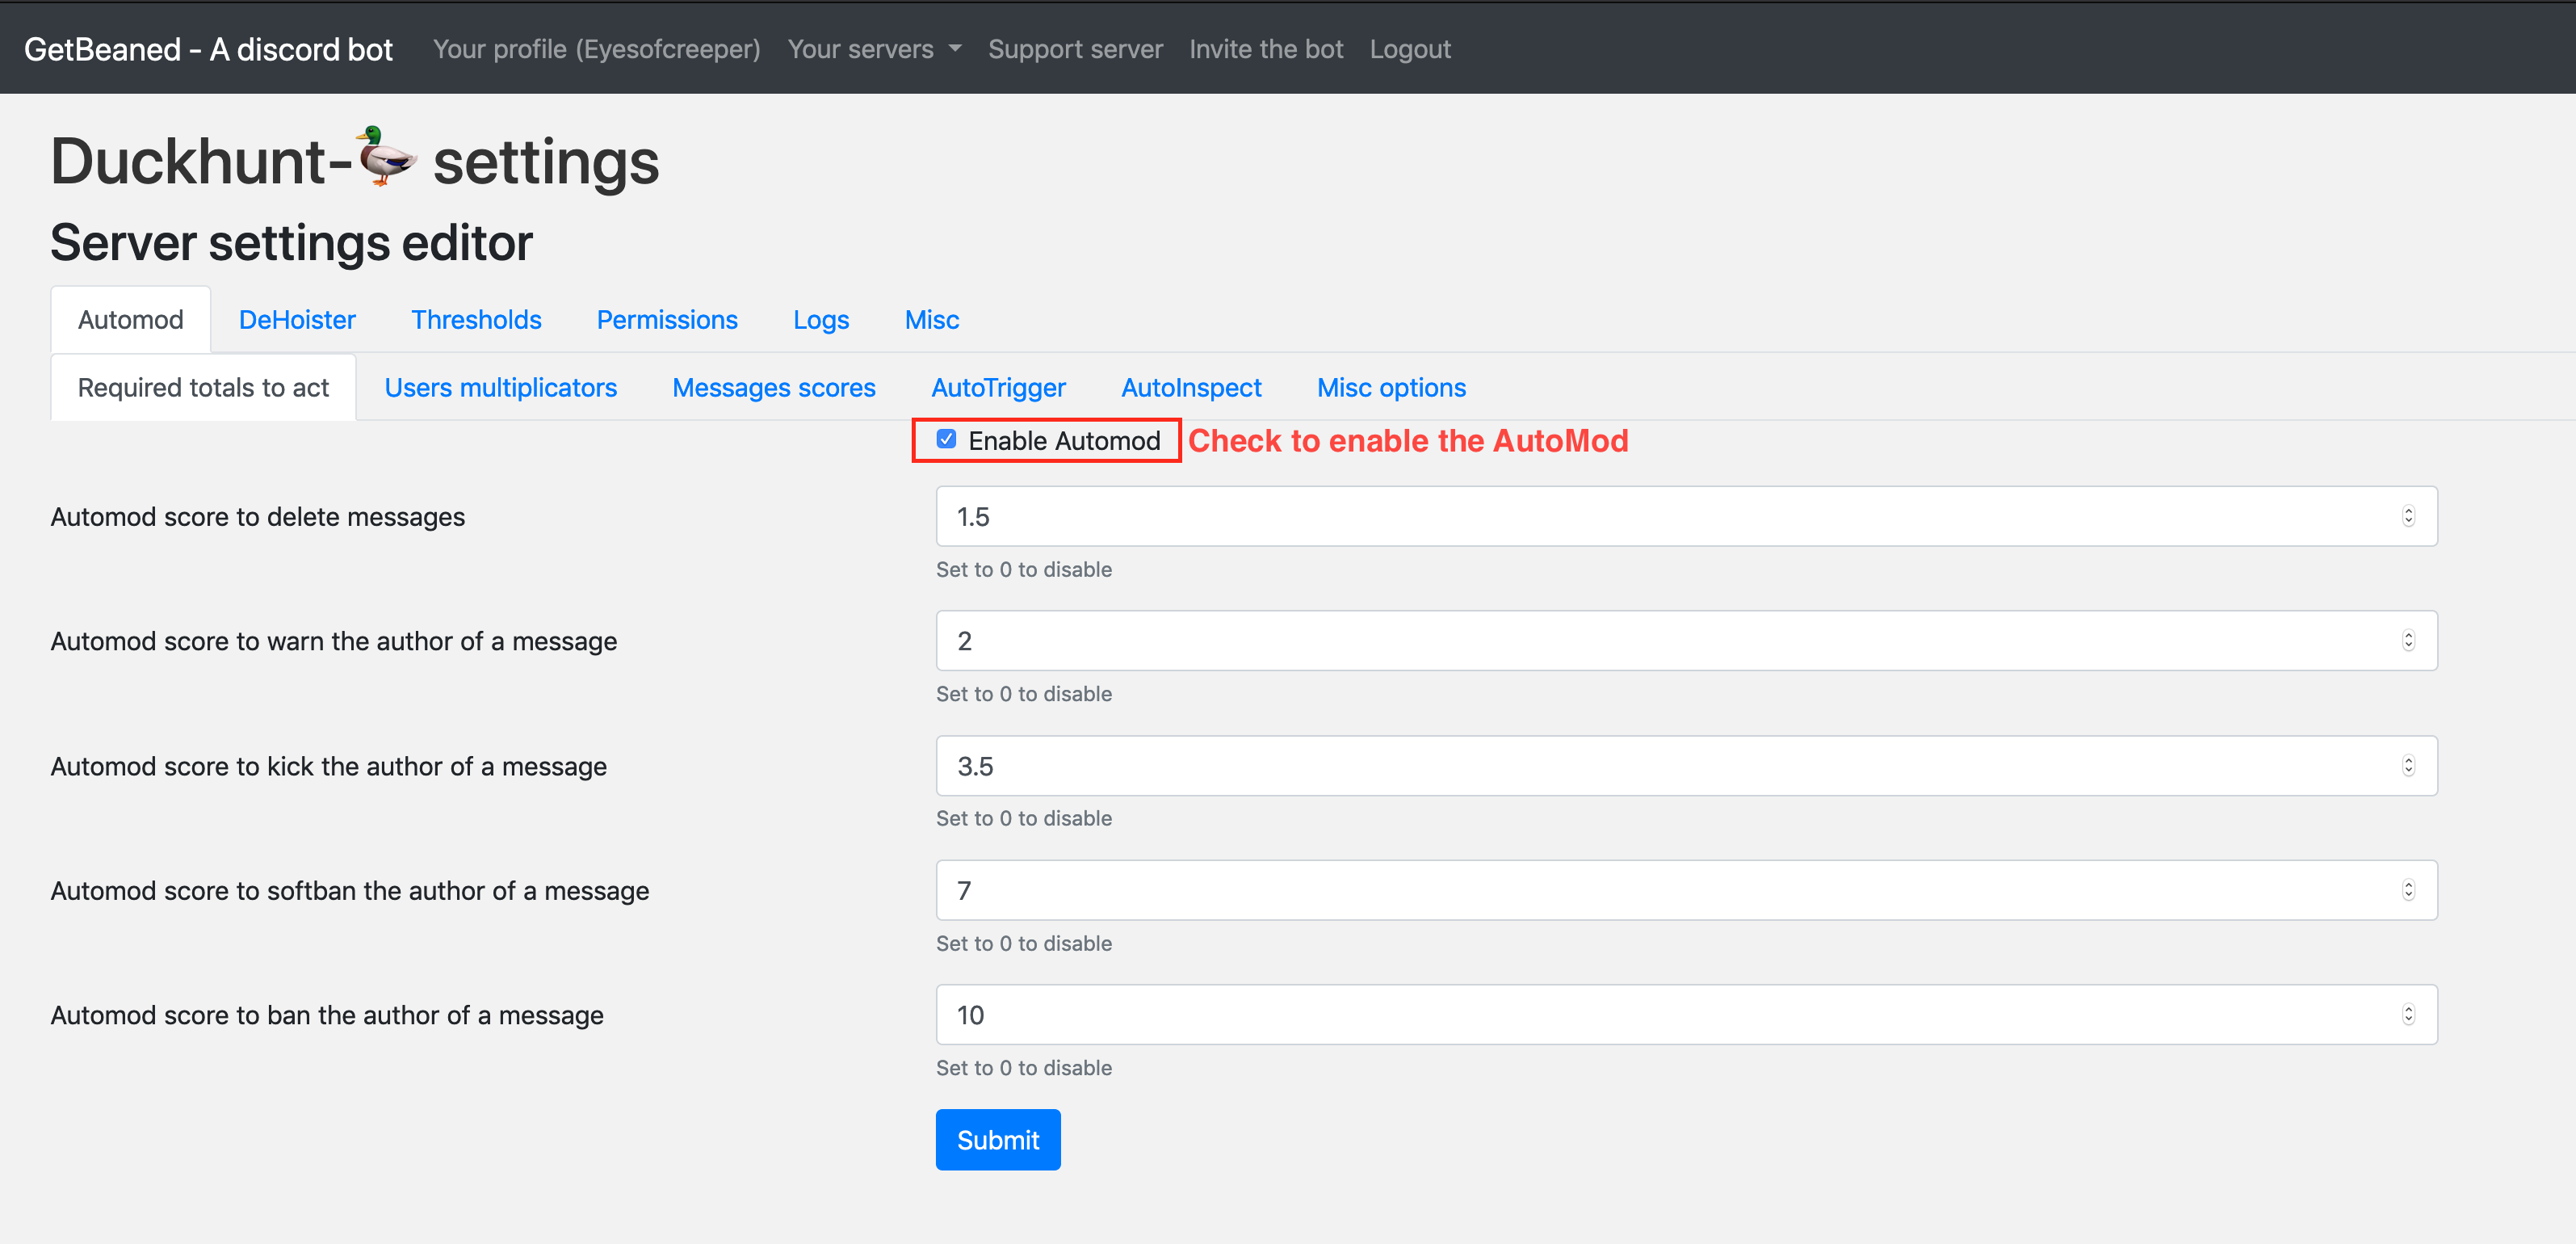 GetBeaned - A discord bot Your profile (Eyesofcreeper) Your servers Support server Invite the bot Logout
Duckhunt-🦆 settings
Server settings editor
Automod DeHoister Thresholds Permissions Logs Misc
Required totals to act Users multiplicators Messages scores AutoTrigger AutoInspect Misc options
Enable Automod Check to enable the AutoMod
Automod score to delete messages 1.5
Set to 0 to disable
Automod score to warn the author of a message 2
Set to 0 to disable
Automod score to kick the author of a message 3.5
Set to 0 to disable
Automod score to softban the author of a message 7
Set to 0 to disable
Automod score to ban the author of a message 10
Set to 0 to disable
Submit